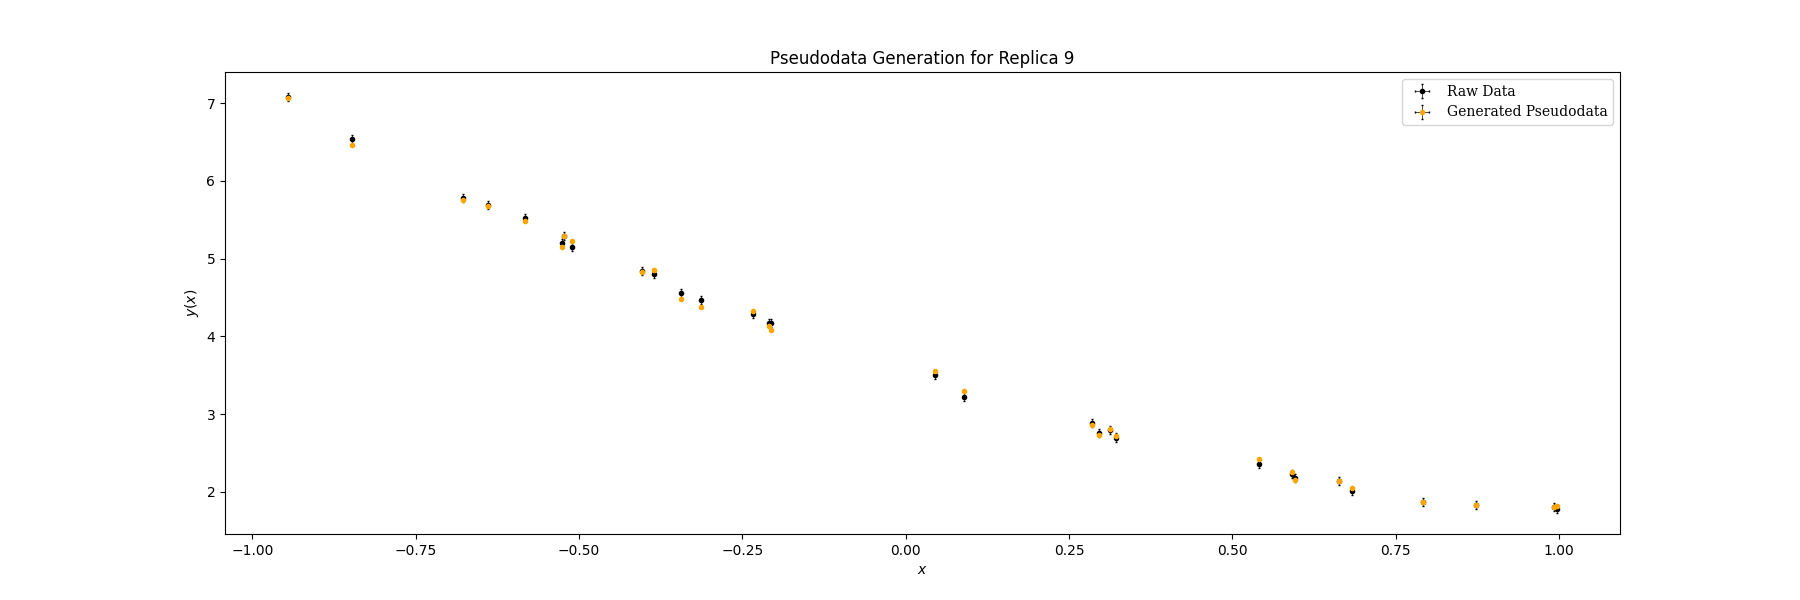 Pseudodata Generation for Replica 9
Raw Data
Generated Pseudodata
7
6
5
4
3
2
y(x)
−1.00 −0.75 −0.50 −0.25 0.00 0.25 0.50 0.75 1.00
x